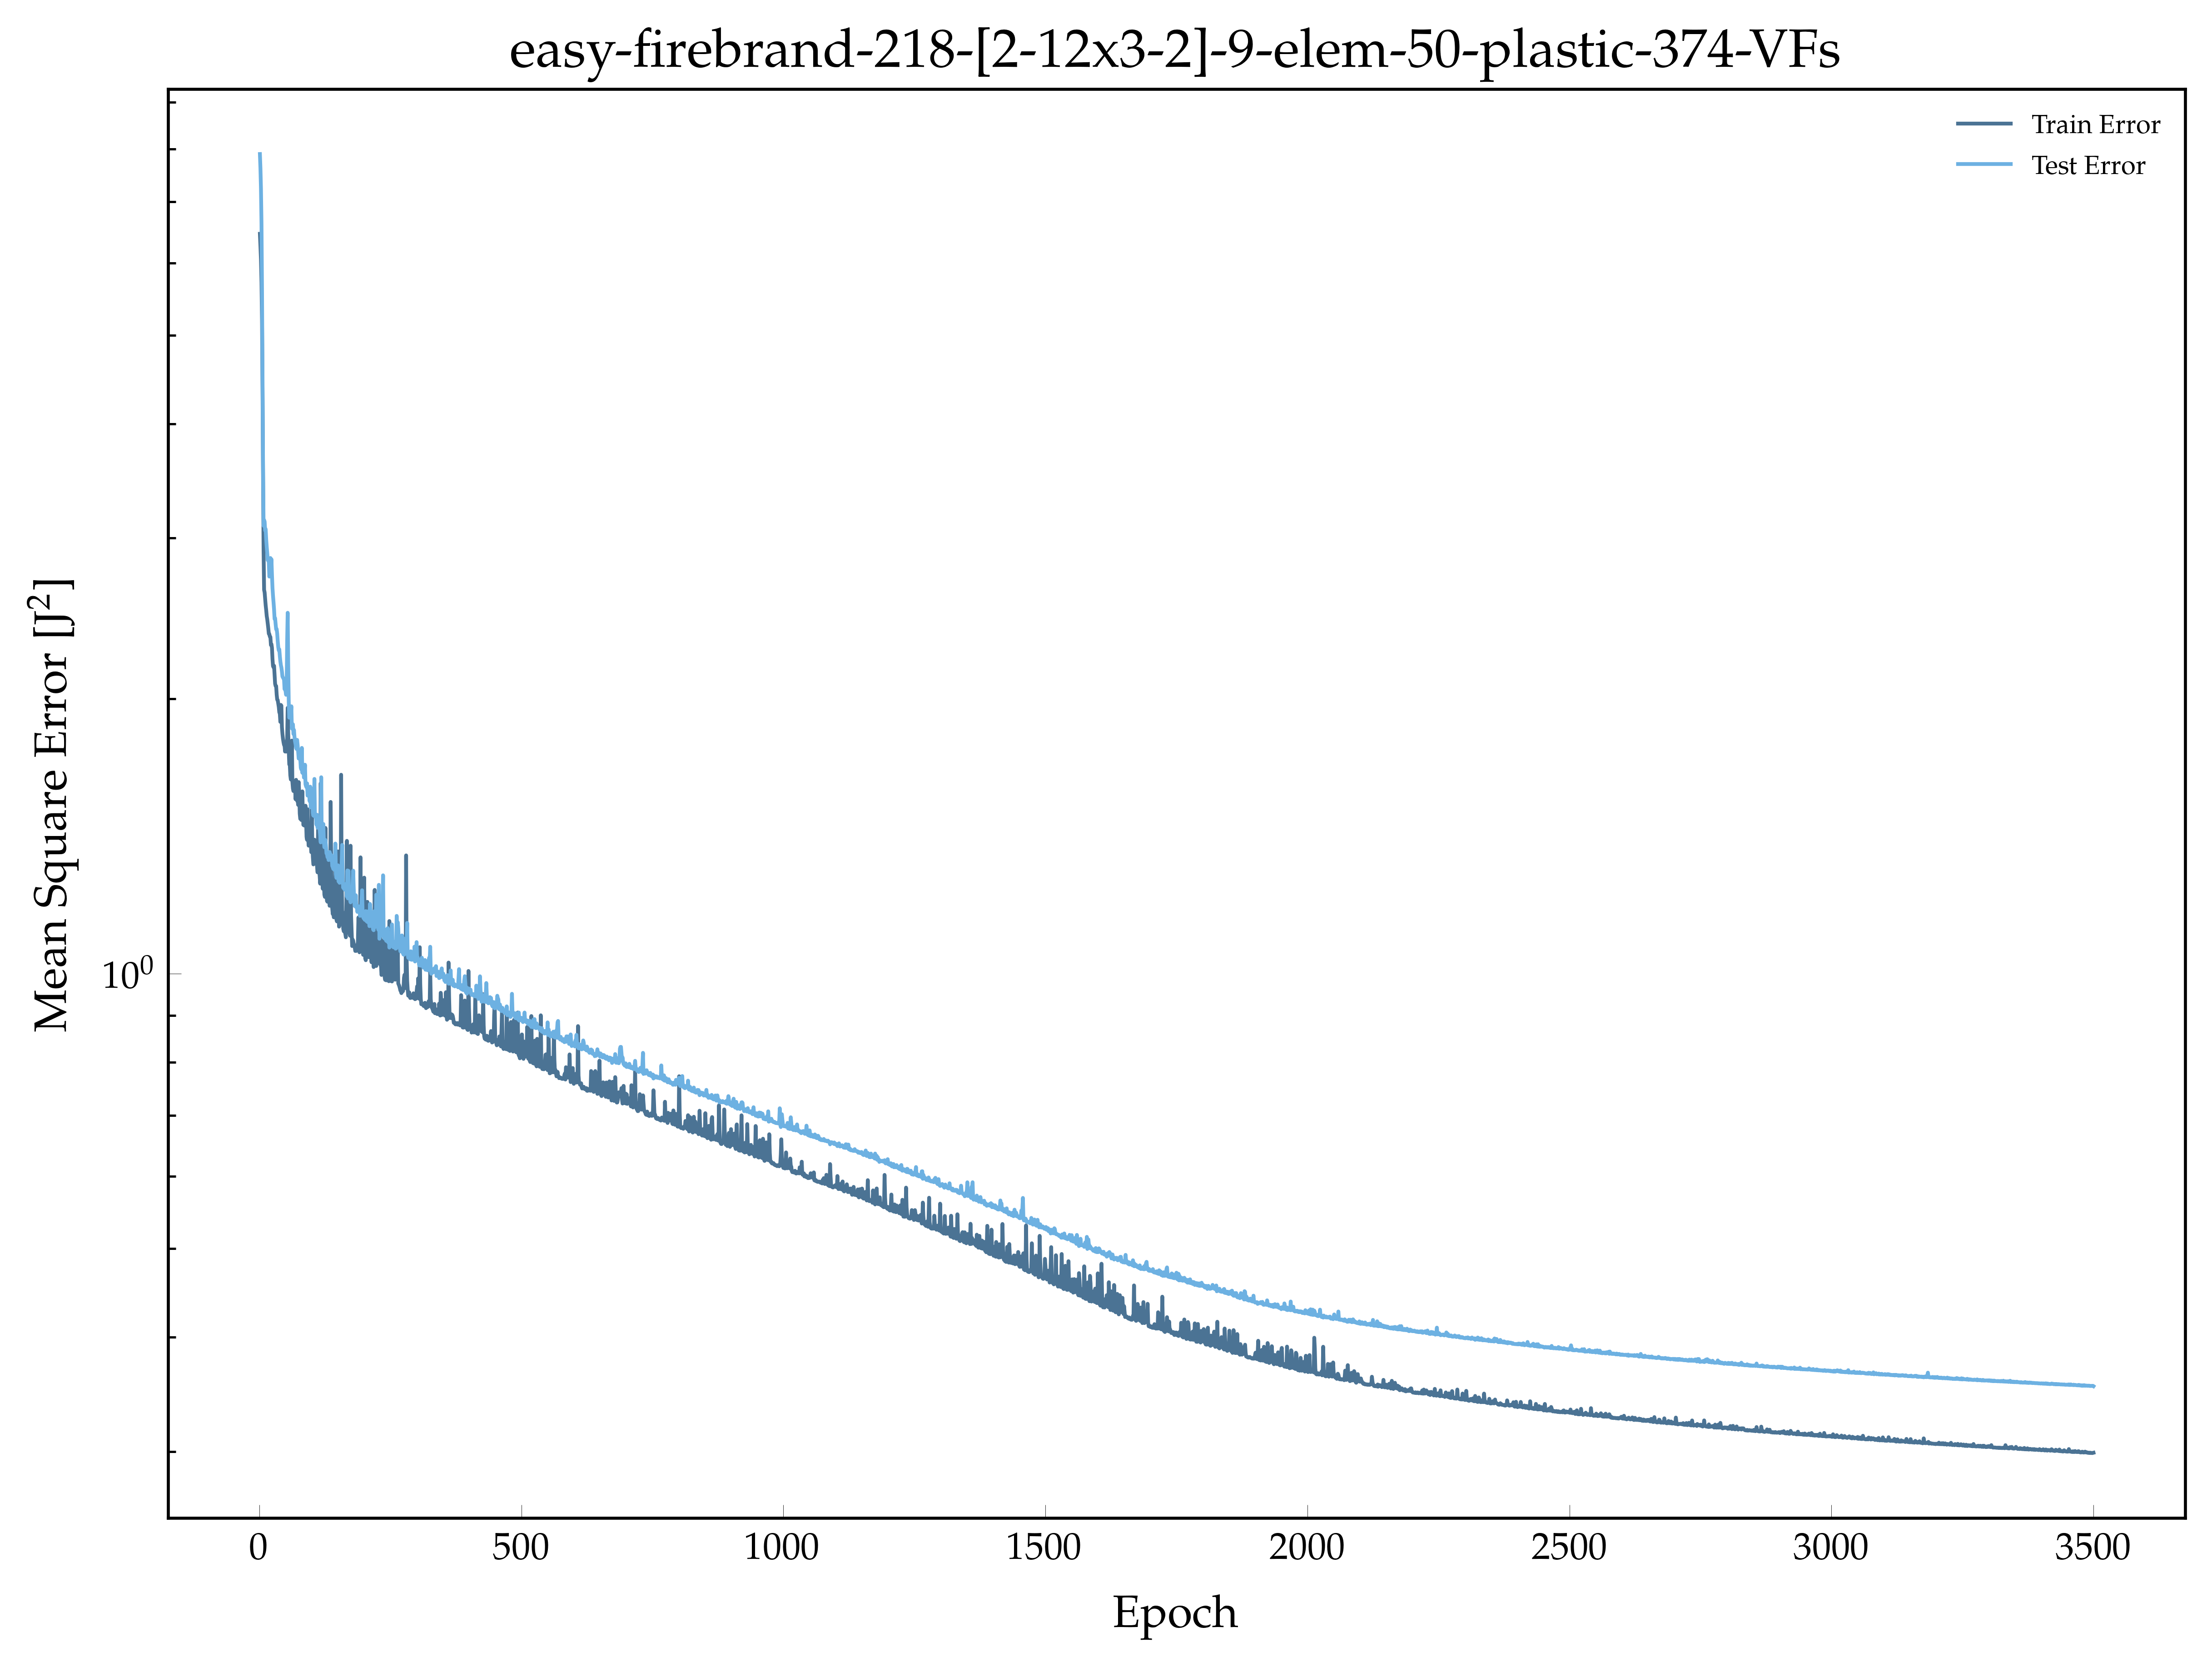 easy-firebrand-218-[2-12x3-2]-9-elem-50-plastic-374-VFs
Train Error
Test Error
Mean Square Error [J²]
10⁰
0 500 1000 1500 2000 2500 3000 3500
Epoch